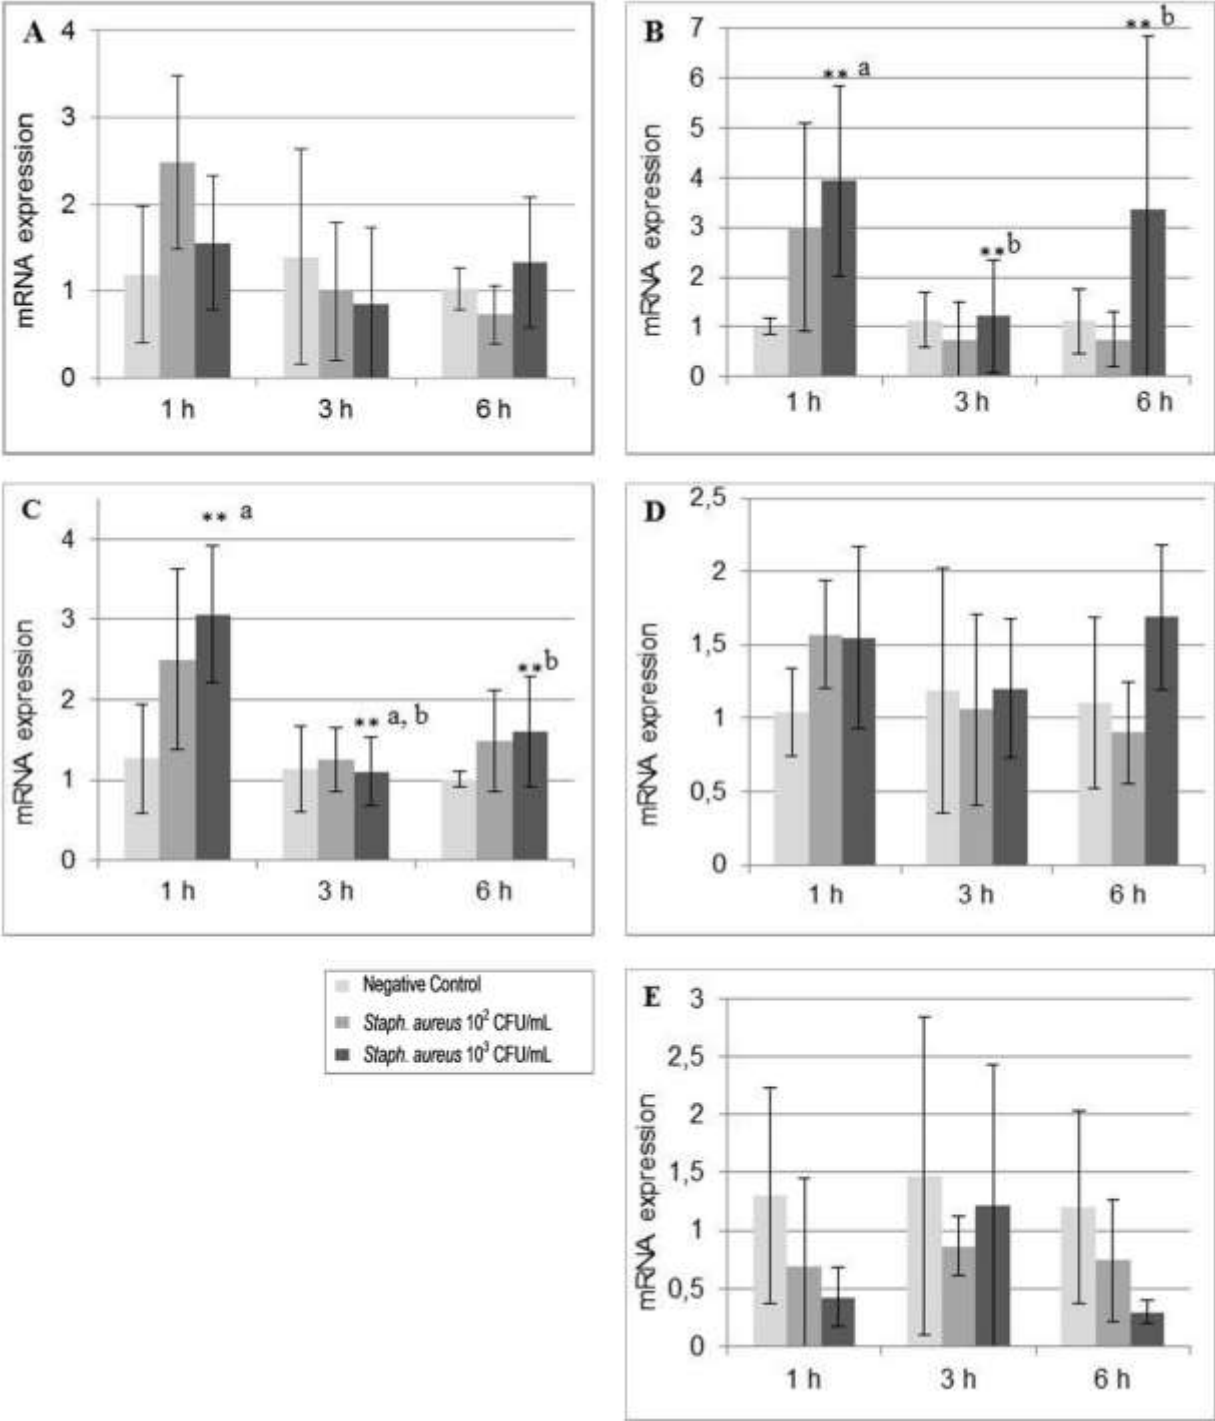 A
mRNA expression
4
3
2
1
0
1 h
3 h
6 h
B
mRNA expression
7
6
5
4
3
2
1
0
** a
**b
** b
1 h
3 h
6 h
C
mRNA expression
4
3
2
1
0
** a
** a, b
**b
1 h
3 h
6 h
D
mRNA expression
2,5
2
1,5
1
0,5
0
1 h
3 h
6 h
Negative Control
Staph. aureus 10² CFU/mL
Staph. aureus 10³ CFU/mL
E
mRNA expression
3
2,5
2
1,5
1
0,5
0
1 h
3 h
6 h